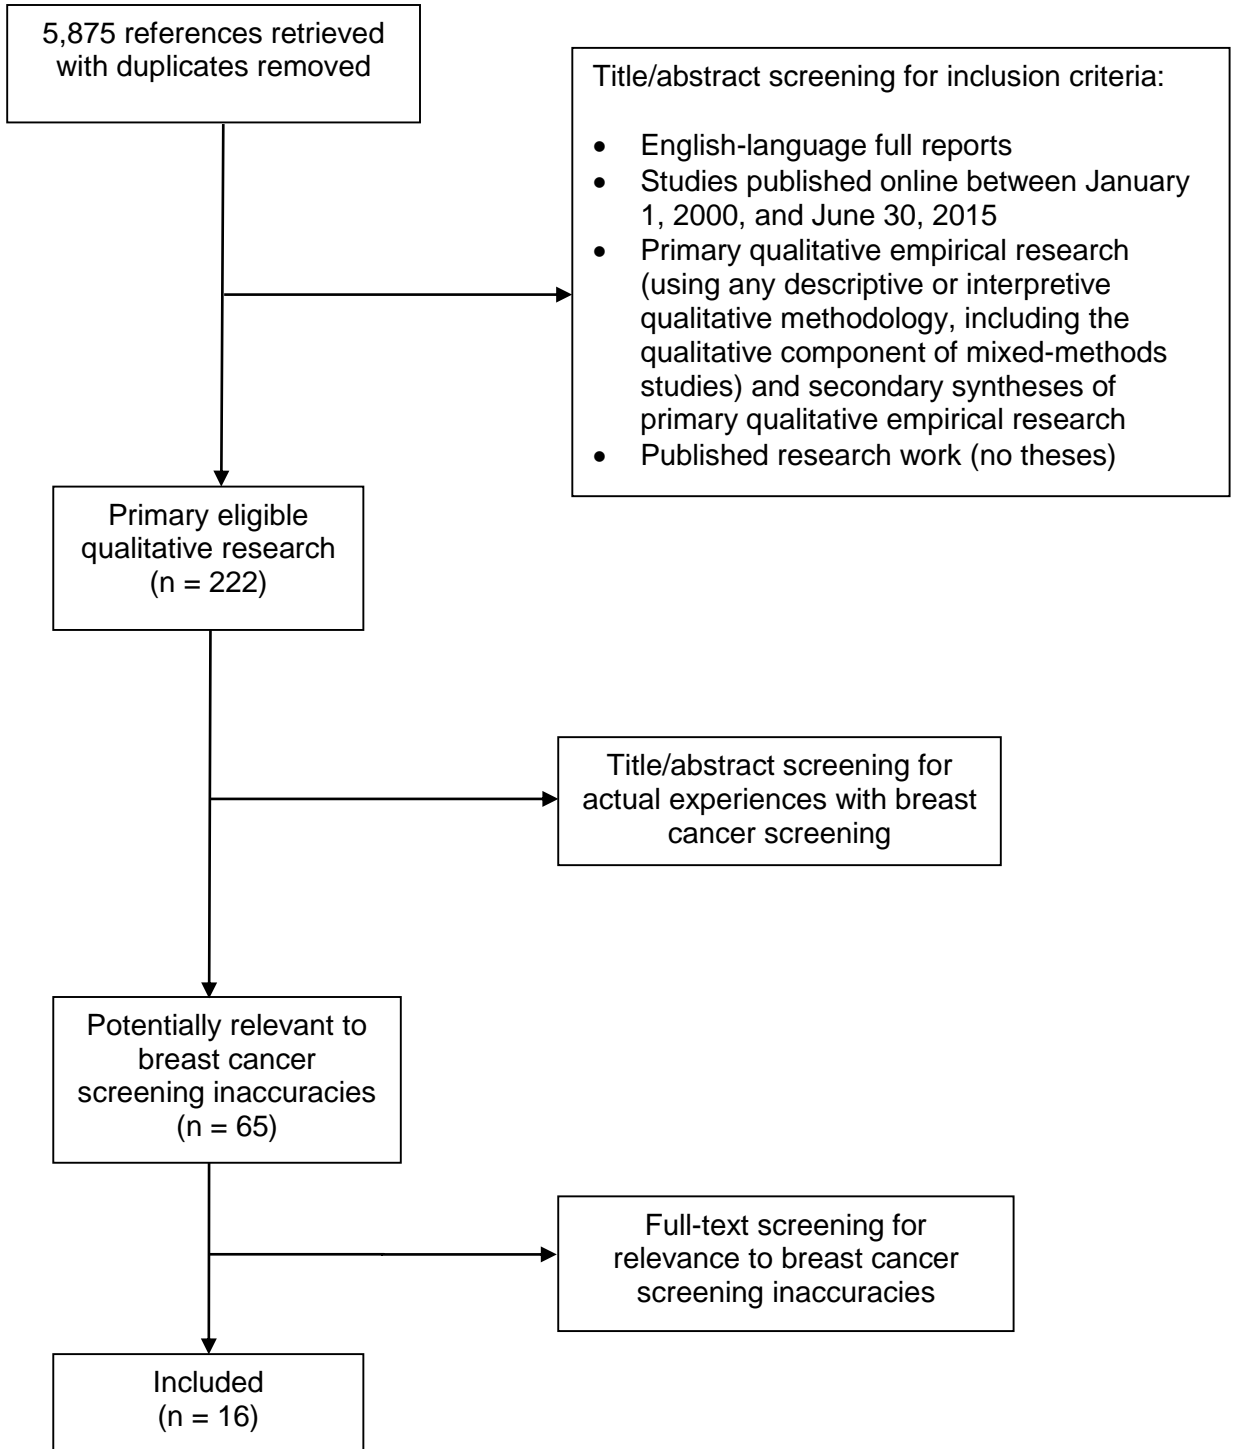 5,875 references retrieved
with duplicates removed
Title/abstract screening for inclusion criteria:
• English-language full reports
• Studies published online between January
1, 2000, and June 30, 2015
• Primary qualitative empirical research
(using any descriptive or interpretive
qualitative methodology, including the
qualitative component of mixed-methods
studies) and secondary syntheses of
primary qualitative empirical research
• Published research work (no theses)
Primary eligible
qualitative research
(n = 222)
Title/abstract screening for
actual experiences with breast
cancer screening
Potentially relevant to
breast cancer
screening inaccuracies
(n = 65)
Full-text screening for
relevance to breast cancer
screening inaccuracies
Included
(n = 16)